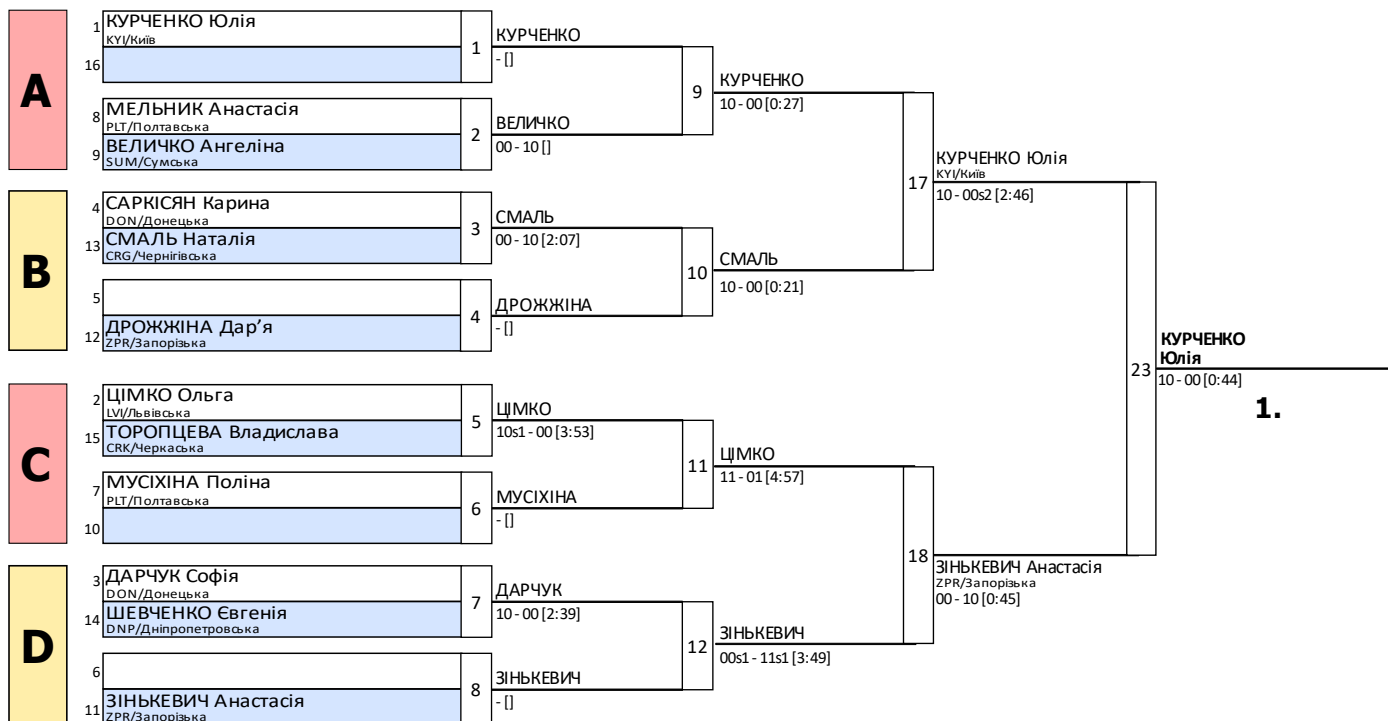 A
1 КУРЧЕНКО Юлія
KYI/Київ
16
1
КУРЧЕНКО
- []
8 МЕЛЬНИК Анастасія
PLT/Полтавська
9 ВЕЛИЧКО Ангеліна
SUM/Сумська
2
ВЕЛИЧКО
00 - 10 []
9
КУРЧЕНКО
10 - 00 [0:27]
B
4 САРКІСЯН Карина
DON/Донецька
13 СМАЛЬ Наталія
CRG/Чернігівська
3
СМАЛЬ
00 - 10 [2:07]
5
12 ДРОЖЖІНА Дар’я
ZPR/Запорізька
4
ДРОЖЖІНА
- []
10
СМАЛЬ
10 - 00 [0:21]
17
КУРЧЕНКО Юлія
KYI/Київ
10 - 00s2 [2:46]
C
2 ЦІМКО Ольга
LVI/Львівська
15 ТОРОПЦЕВА Владислава
CRK/Черкаська
5
ЦІМКО
10s1 - 00 [3:53]
7 МУСІХІНА Поліна
PLT/Полтавська
10
6
МУСІХІНА
- []
11
ЦІМКО
11 - 01 [4:57]
D
3 ДАРЧУК Софія
DON/Донецька
14 ШЕВЧЕНКО Євгенія
DNP/Дніпропетровська
7
ДАРЧУК
10 - 00 [2:39]
6
11 ЗІНЬКЕВИЧ Анастасія
ZPR/Запорізька
8
ЗІНЬКЕВИЧ
- []
12
ЗІНЬКЕВИЧ
00s1 - 11s1 [3:49]
18
ЗІНЬКЕВИЧ Анастасія
ZPR/Запорізька
00 - 10 [0:45]
23
КУРЧЕНКО
Юлія
10 - 00 [0:44]
1.